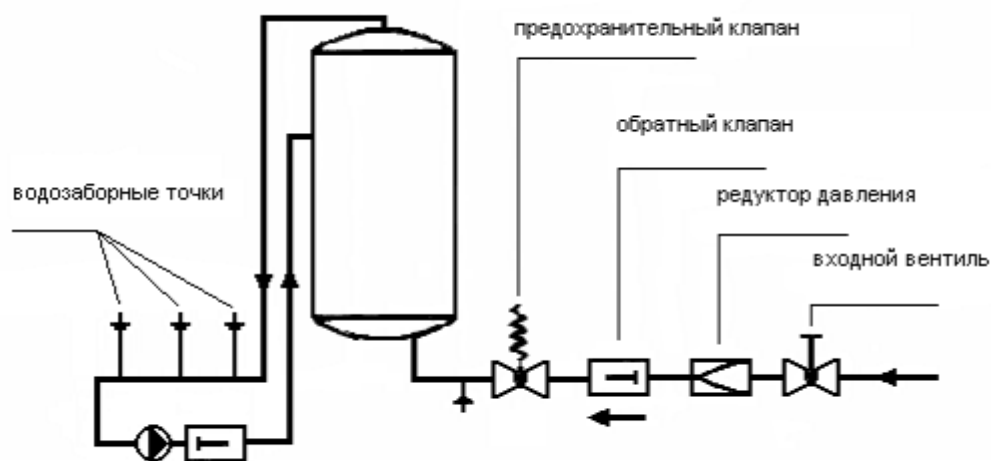 предохранительный клапан
обратный клапан
водозаборные точки
редуктор давления
входной вентиль